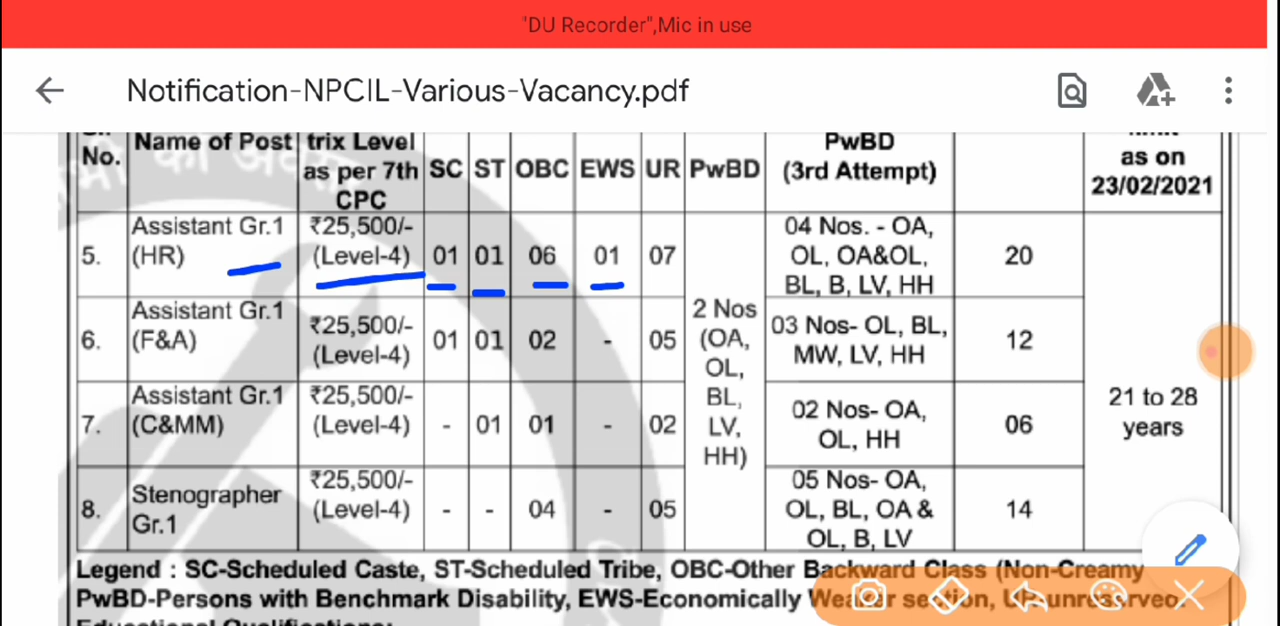 "DU Recorder",Mic in use
Notification-NPCIL-Various-Vacancy.pdf
No.
Name of Post
trix Level
as per 7th
CPC
SC
ST
OBC
EWS
UR
PwBD
PwBD
(3rd Attempt)
as on
23/02/2021
5.
Assistant Gr.1
(HR)
₹25,500/-
(Level-4)
01
01
06
01
07
04 Nos. - OA,
OL, OA&OL,
BL, B, LV, HH
20
6.
Assistant Gr.1
(F&A)
₹25,500/-
(Level-4)
01
01
02
-
05
2 Nos
(OA,
OL,
BL,
LV,
HH)
03 Nos- OL, BL,
MW, LV, HH
12
7.
Assistant Gr.1
(C&MM)
₹25,500/-
(Level-4)
-
01
01
-
02
02 Nos- OA,
OL, HH
06
21 to 28
years
8.
Stenographer
Gr.1
₹25,500/-
(Level-4)
-
-
04
-
05
05 Nos- OA,
OL, BL, OA &
OL, B, LV
14
Legend : SC-Scheduled Caste, ST-Scheduled Tribe, OBC-Other Backward Class (Non-Creamy
PwBD-Persons with Benchmark Disability, EWS-Economically Weaker section,
Educational Qualifications: